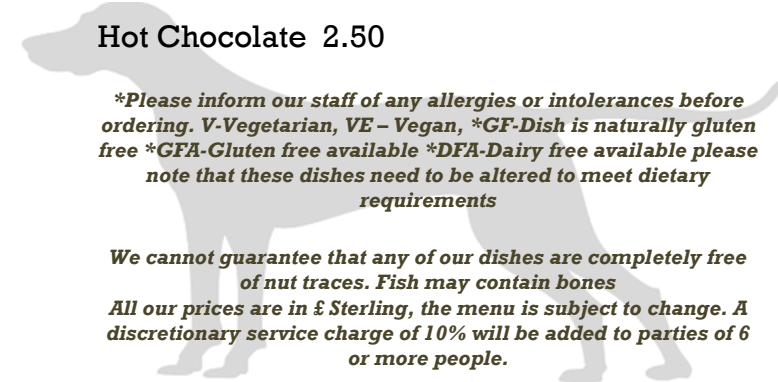 Hot Chocolate  2.50
*Please inform our staff of any allergies or intolerances before
ordering. V-Vegetarian, VE – Vegan, *GF-Dish is naturally gluten
free *GFA-Gluten free available *DFA-Dairy free available please
note that these dishes need to be altered to meet dietary
requirements
We cannot guarantee that any of our dishes are completely free
of nut traces. Fish may contain bones
All our prices are in £ Sterling, the menu is subject to change. A
discretionary service charge of 10% will be added to parties of 6
or more people.